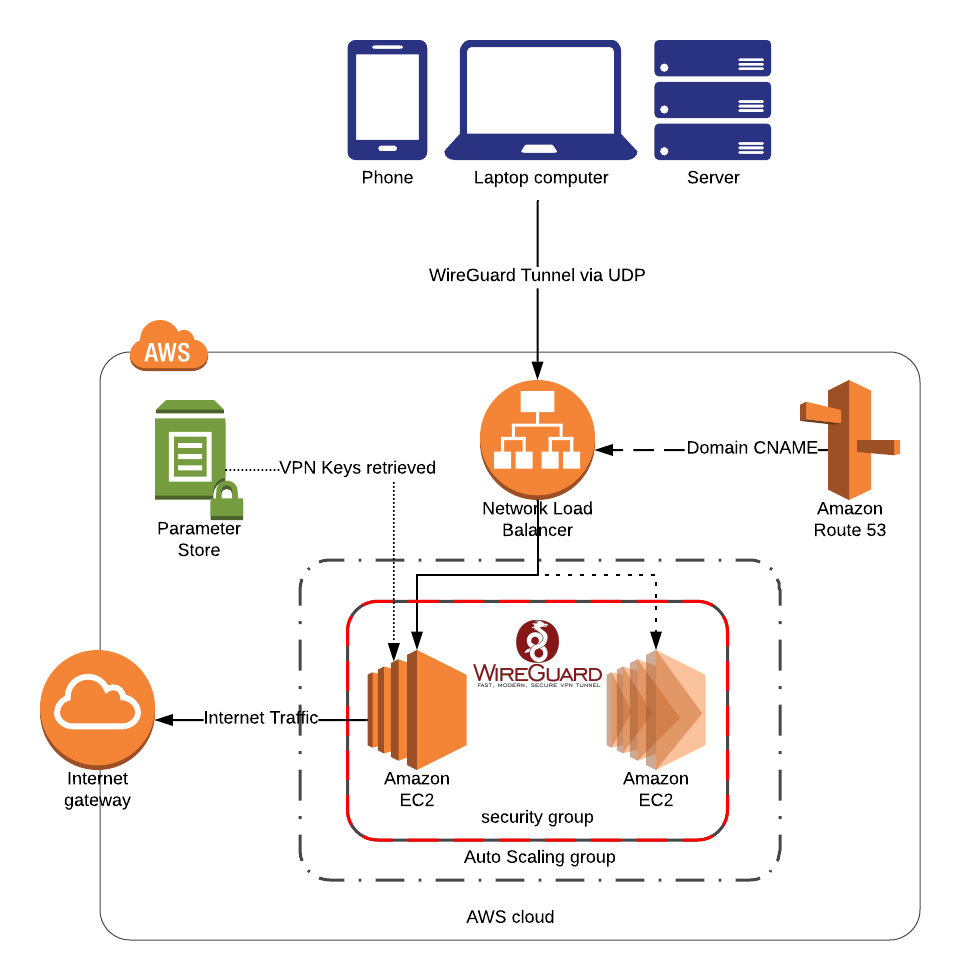 Phone
Laptop computer
Server
WireGuard Tunnel via UDP
AWS
Domain CNAME
VPN Keys retrieved
Network Load
Balancer
Amazon
Route 53
Parameter
Store
WIREGUARD
FAST, MODERN, SECURE VPN TUNNEL
Internet Traffic
Internet
gateway
Amazon
EC2
Amazon
EC2
security group
Auto Scaling group
AWS cloud